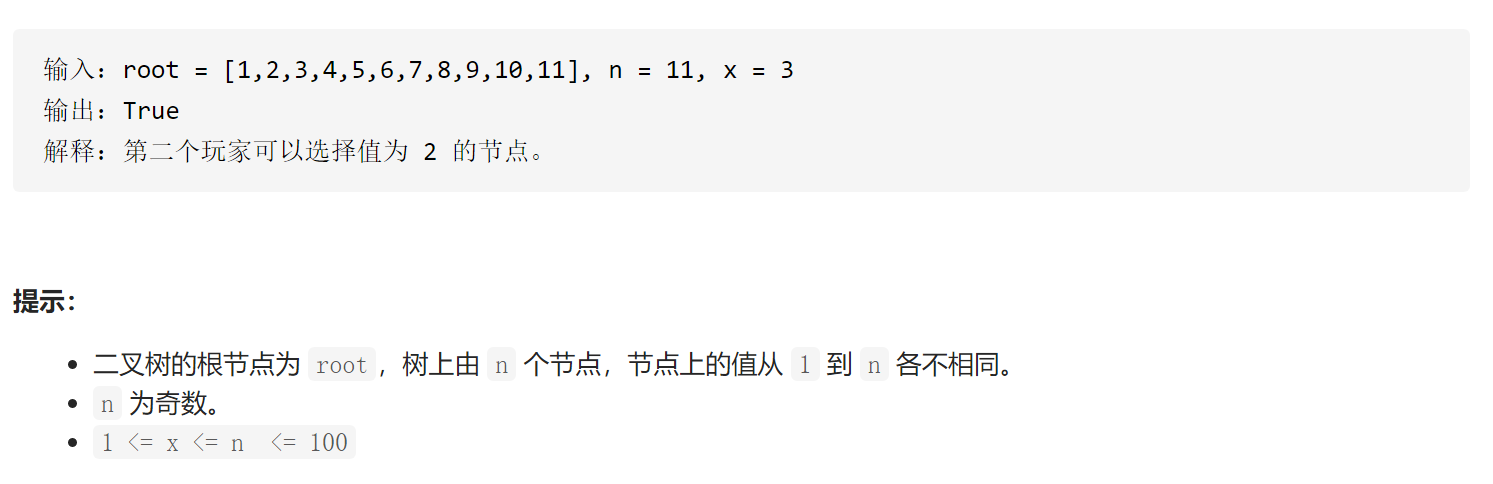 输入：root = [1,2,3,4,5,6,7,8,9,10,11], n = 11, x = 3
输出：True
解释：第二个玩家可以选择值为 2 的节点。
提示：
二叉树的根节点为 root，树上由 n 个节点，节点上的值从 1 到 n 各不相同。
n 为奇数。
1 <= x <= n  <= 100